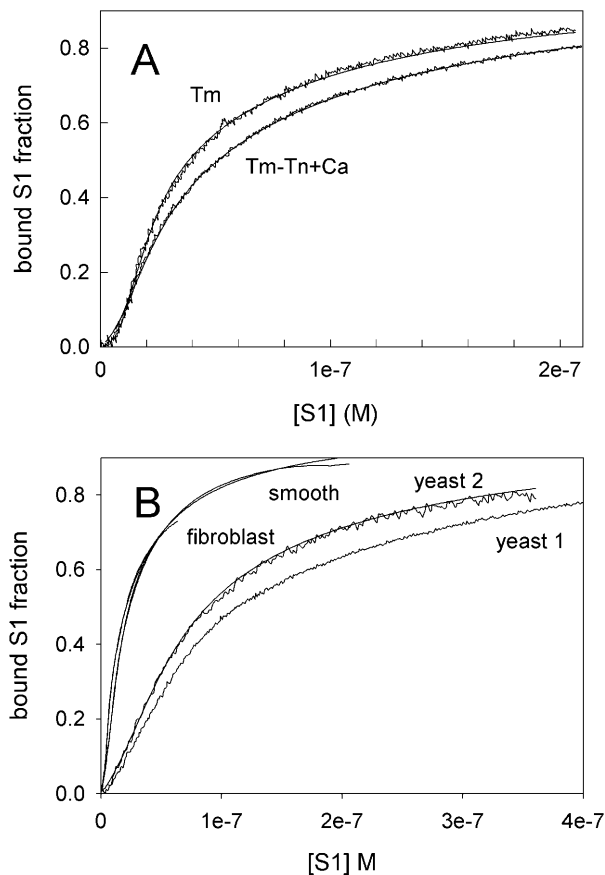 A
Tm
Tm-Tn+Ca
bound S1 fraction
0.8
0.6
0.4
0.2
0.0
0
1e-7
2e-7
[S1] (M)
B
smooth
fibroblast
yeast 2
yeast 1
bound S1 fraction
0.8
0.6
0.4
0.2
0.0
0
1e-7
2e-7
3e-7
4e-7
[S1] M